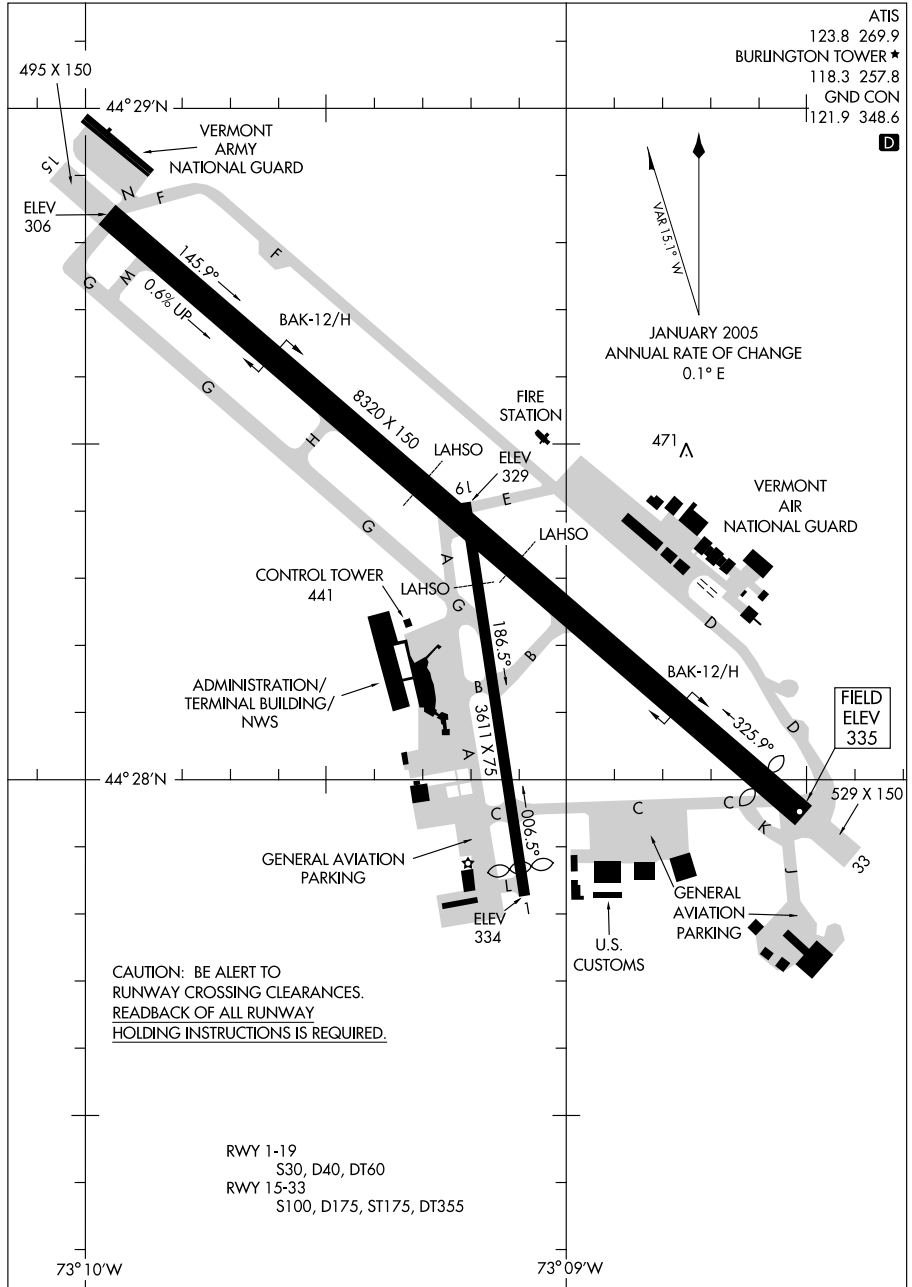 ATIS
123.8 269.9
BURLINGTON TOWER
118.3 257.8
GND CON
121.9 348.6
D
495 X 150
44° 29'N
VERMONT
ARMY
NATIONAL GUARD
15
N
F
ELEV
306
F
VAR 15.1° W
145.9°
G
M
0.6% UP
BAK-12/H
JANUARY 2005
ANNUAL RATE OF CHANGE
0.1° E
G
8320 X 150
FIRE
STATION
H
LAHSO
471
ELEV
329
19
E
VERMONT
AIR
NATIONAL GUARD
G
LAHSO
A
CONTROL TOWER
441
LAHSO
G
D
186.5°
B
ADMINISTRATION/
TERMINAL BUILDING/
NWS
B
BAK-12/H
3611 X 75
325.9°
D
FIELD
ELEV
335
A
44° 28'N
529 X 150
C
C
C
K
006.5°
33
GENERAL AVIATION
PARKING
J
L
GENERAL
AVIATION
PARKING
ELEV
334
1
U.S.
CUSTOMS
CAUTION: BE ALERT TO
RUNWAY CROSSING CLEARANCES.
READBACK OF ALL RUNWAY
HOLDING INSTRUCTIONS IS REQUIRED.
RWY 1-19
S30, D40, DT60
RWY 15-33
S100, D175, ST175, DT355
73° 10'W
73° 09'W